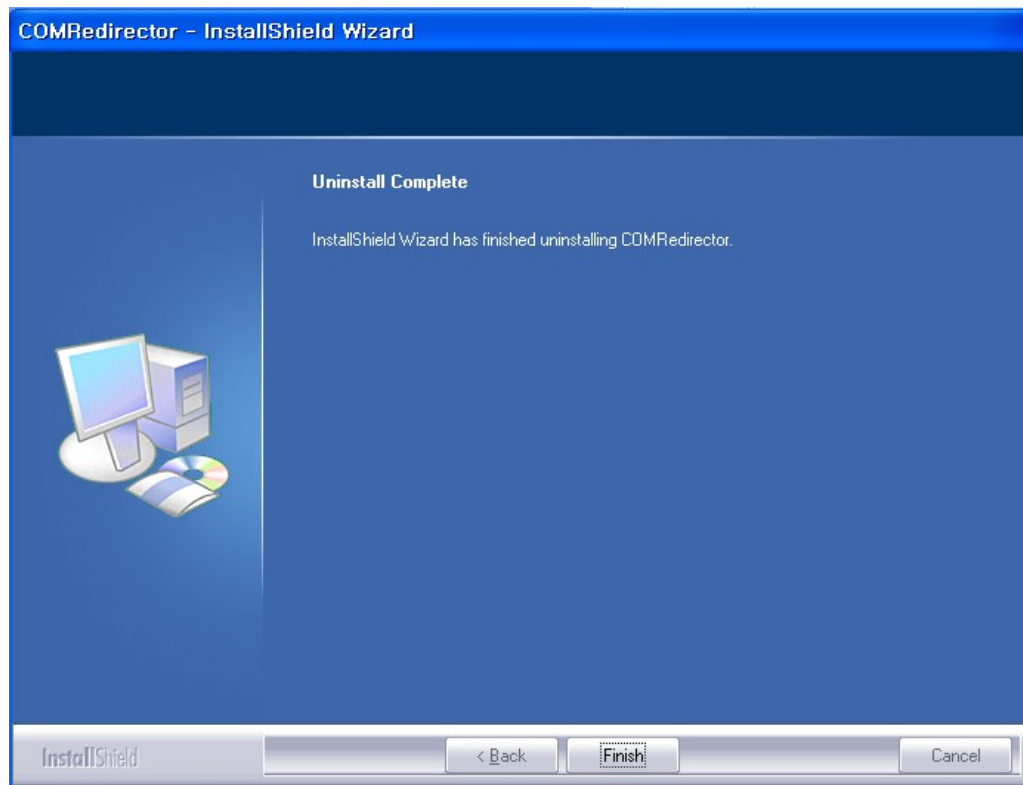 COMRedirector - InstallShield Wizard
Uninstall Complete
InstallShield Wizard has finished uninstalling COMRedirector.
InstallShield
< Back
Finish
Cancel